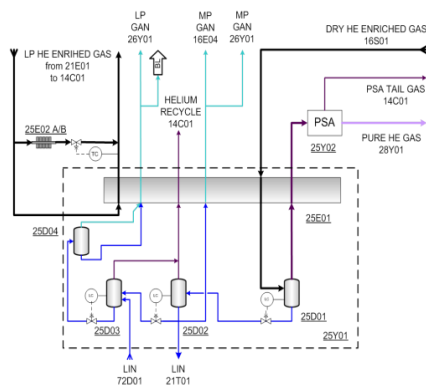 LP
GAN
26Y01
MP
GAN
16E04
MP
GAN
26Y01
DRY HE ENRICHED GAS
16S01
LP HE ENRIHED GAS
from 21E01
to 14C01
BL
HELIUM
RECYCLE
14C01
PSA TAIL GAS
14C01
PSA
25E02 A/B
TC
25Y02
PURE HE GAS
28Y01
25E01
25D04
LC
LC
LC
25D03
25D02
25D01
25Y01
LIN
72D01
LIN
21T01